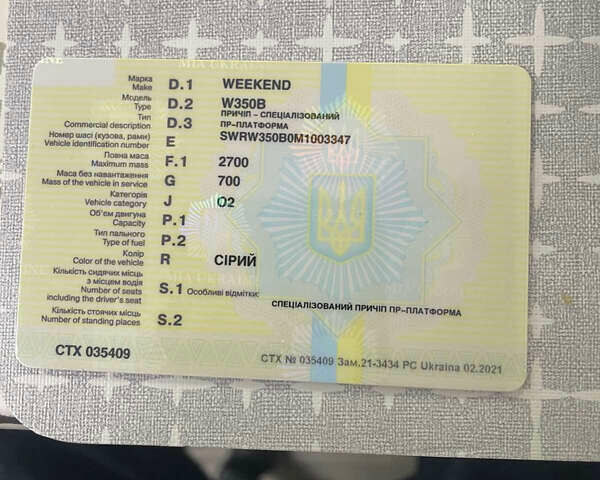 INE MIA UKRAINE
Марка
Make D.1 WEEKEND
Модель
Type D.2 W350B
Тип
Commercial description D.3 ПРИЧІП – СПЕЦІАЛІЗОВАНИЙ
ПР–ПЛАТФОРМА
Номер шасі (кузова, рами)
Vehicle identification number E SWRW350B0M1003347
Повна маса
Maximum mass F.1 2700
Маса без навантаження
Mass of the vehicle in service G 700
Категорія
Vehicle category J O2
Об'єм двигуна
Capacity P.1
Тип пального
Type of fuel P.2
Колір
Color of the vehicle R СІРИЙ
Кількість сидячих місць
з місцем водія
Number of seats S.1 Особливі відмітки:
including the driver's seat СПЕЦІАЛІЗОВАНИЙ ПРИЧІП ПР–ПЛАТФОРМА
Кількість стоячих місць
Number of standing places S.2
СТХ 035409
СТХ № 035409 Зам.21-3434 РС Ukraina 02.2021